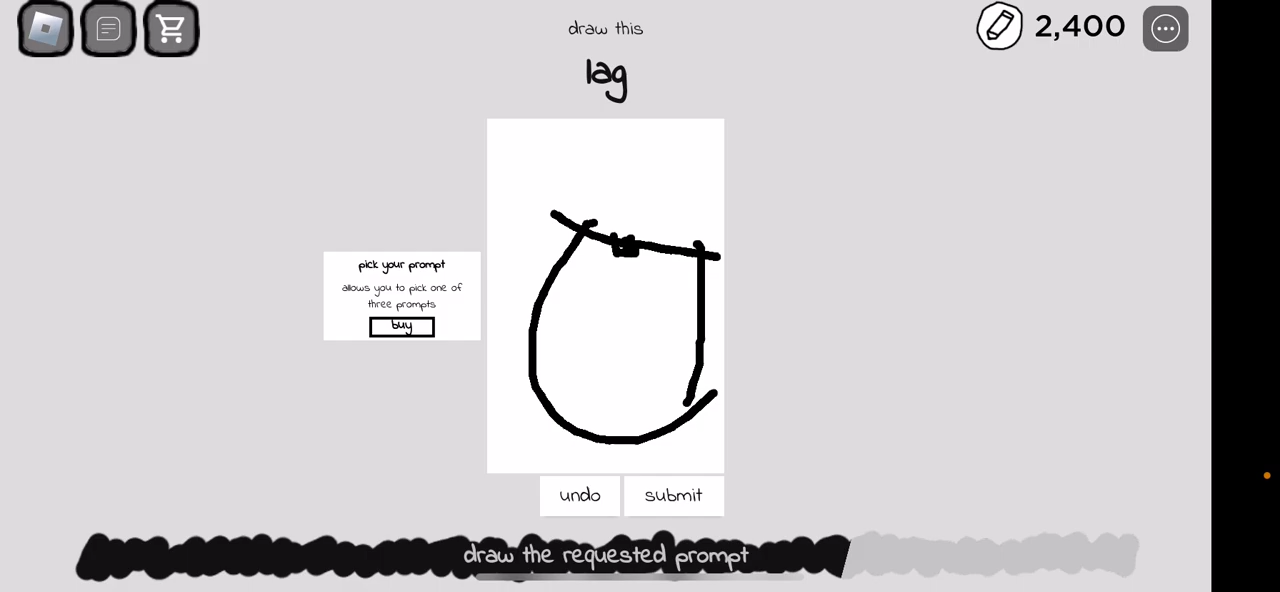 draw this
2,400
lag
pick your prompt
allows you to pick one of
three prompts
buy
undo
submit
draw the requested prompt